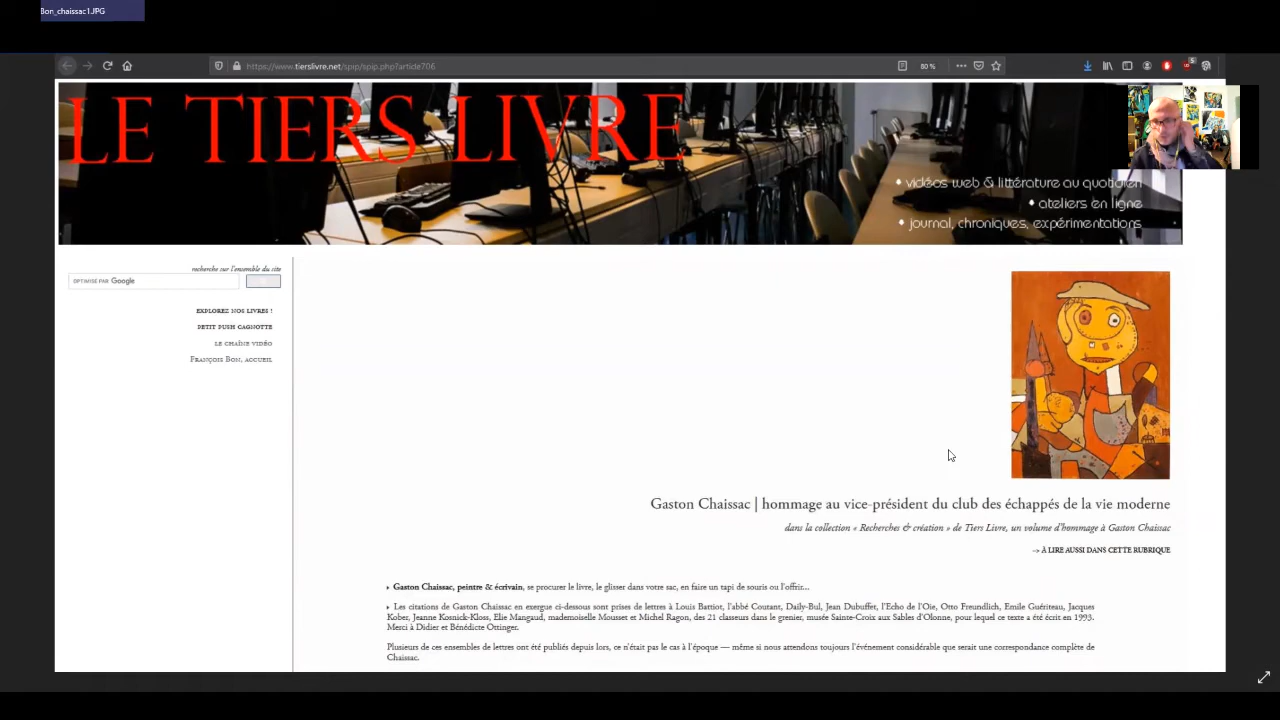 Bon_chaissac1.JPG
https://www.tierslivre.net/spip/spip.php?article706
80 %
5
LE TIERS LIVRE
• vidéos web & littérature au quotidien
• ateliers en ligne
• journal, chroniques, expérimentations
recherche sur l'ensemble du site
OPTIMISÉ PAR Google
EXPLOREZ NOS LIVRES !
PETIT PUSH CAGNOTTE
LE CHAÎNE VIDÉO
FRANÇOIS BON, ACCUEIL
Gaston Chaissac | hommage au vice-président du club des échappés de la vie moderne
dans la collection « Recherches & création » de Tiers Livre, un volume d'hommage à Gaston Chaissac
-> À LIRE AUSSI DANS CETTE RUBRIQUE
Gaston Chaissac, peintre & écrivain, se procurer le livre, le glisser dans votre sac, en faire un tapi de souris ou l'offrir...
Les citations de Gaston Chaissac en exergue ci-dessous sont prises de lettres à Louis Battiot, l'abbé Coutant, Daily-Bul, Jean Dubuffet, l'Echo de l'Oie, Otto Freundlich, Emile Guériteau, Jacques
Kober, Jeanne Kosnick-Kloss, Elie Mangaud, mademoiselle Mousset et Michel Ragon, des 21 classeurs dans le grenier, musée Sainte-Croix aux Sables d'Olonne, pour lequel ce texte a été écrit en 1993.
Merci à Didier et Bénédicte Ottinger.
Plusieurs de ces ensembles de lettres ont été publiés depuis lors, ce n'était pas le cas à l'époque — même si nous attendons toujours l'événement considérable que serait une correspondance complète de
Chaissac.